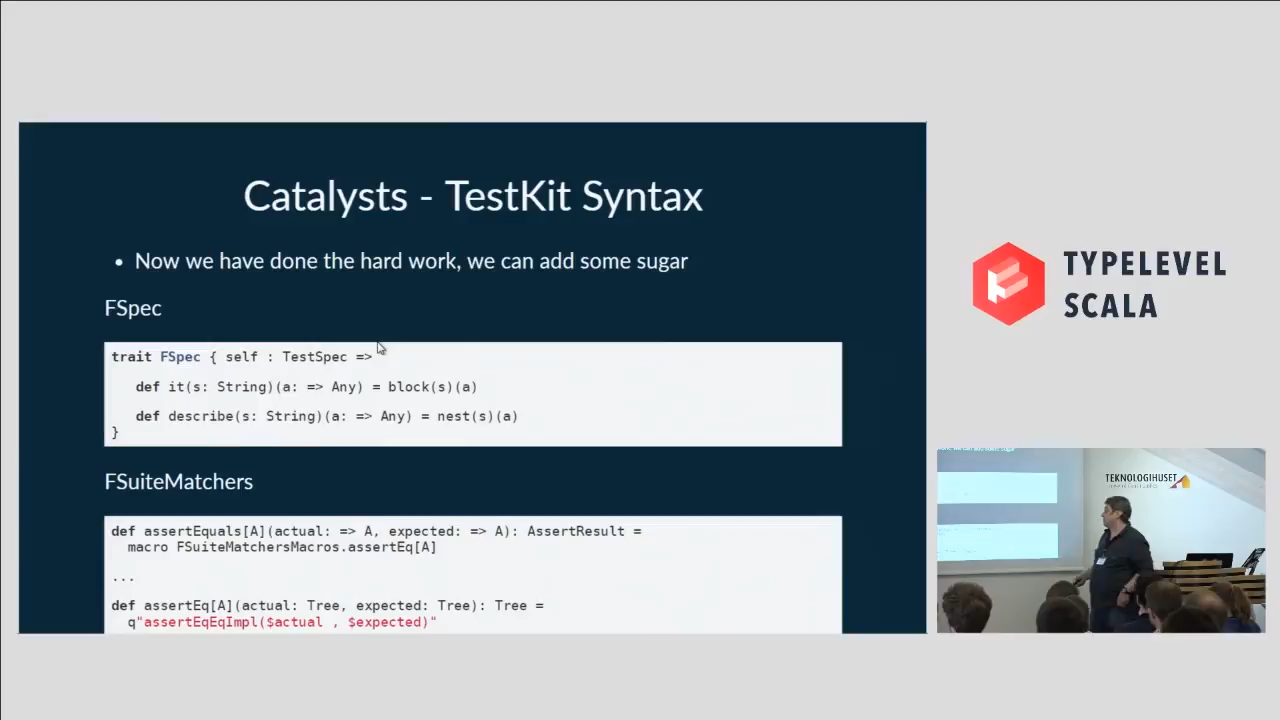 Catalysts - TestKit Syntax
• Now we have done the hard work, we can add some sugar
FSpec
trait FSpec { self : TestSpec =>
def it(s: String)(a: => Any) = block(s)(a)
def describe(s: String)(a: => Any) = nest(s)(a)
}
FSuiteMatchers
def assertEquals[A](actual: => A, expected: => A): AssertResult =
macro FSuiteMatchersMacros.assertEq[A]
...
def assertEq[A](actual: Tree, expected: Tree): Tree =
q"assertEqEqImpl($actual , $expected)"
TYPELEVEL
SCALA
TEKNOLOGIHUSET